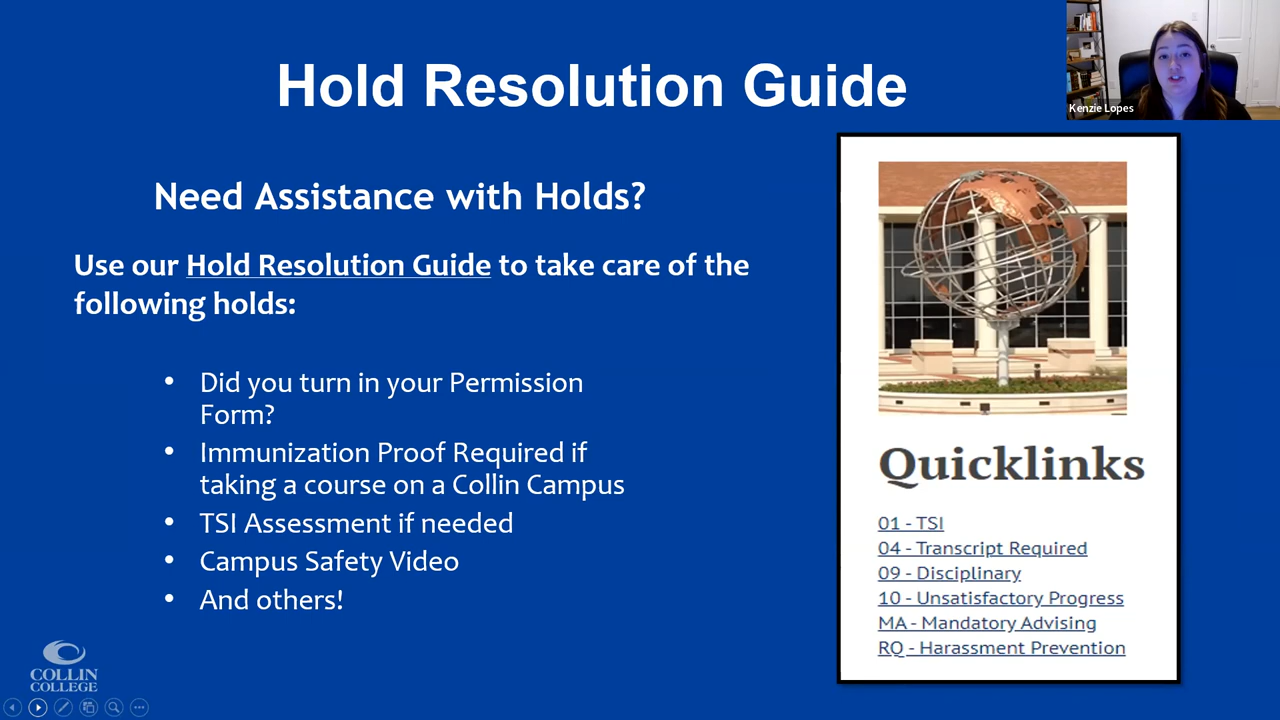 Hold Resolution Guide
Kenzie Lopes
Need Assistance with Holds?
Use our Hold Resolution Guide to take care of the
following holds:
• Did you turn in your Permission
Form?
• Immunization Proof Required if
taking a course on a Collin Campus
• TSI Assessment if needed
• Campus Safety Video
• And others!
Quicklinks
01 - TSI
04 - Transcript Required
09 - Disciplinary
10 - Unsatisfactory Progress
MA - Mandatory Advising
RQ - Harassment Prevention
COLLIN
COLLEGE